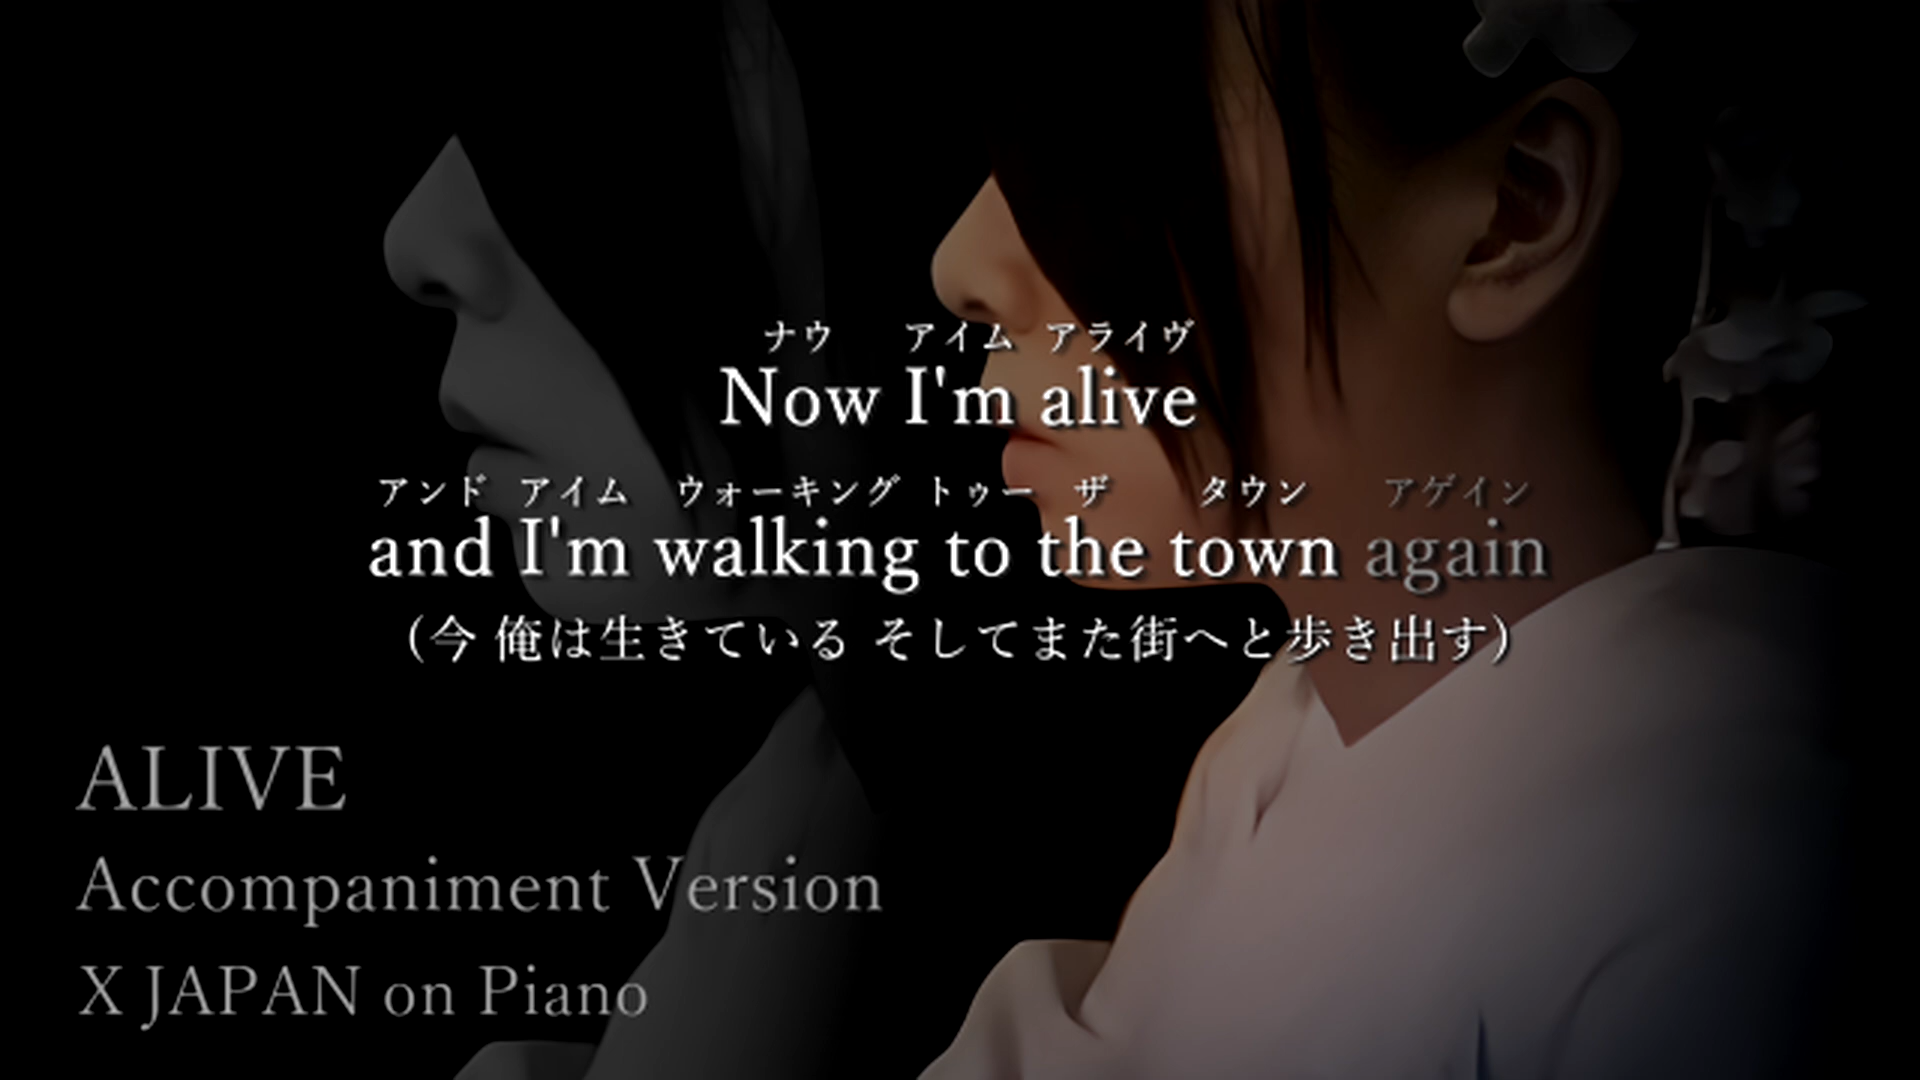 ナウ アイム アライヴ
Now I'm alive
アンド アイム ウォーキング トゥー ザ タウン アゲイン
and I'm walking to the town again
(今 俺は生きている そしてまた街へと歩き出す)
ALIVE
Accompaniment Version
X JAPAN on Piano